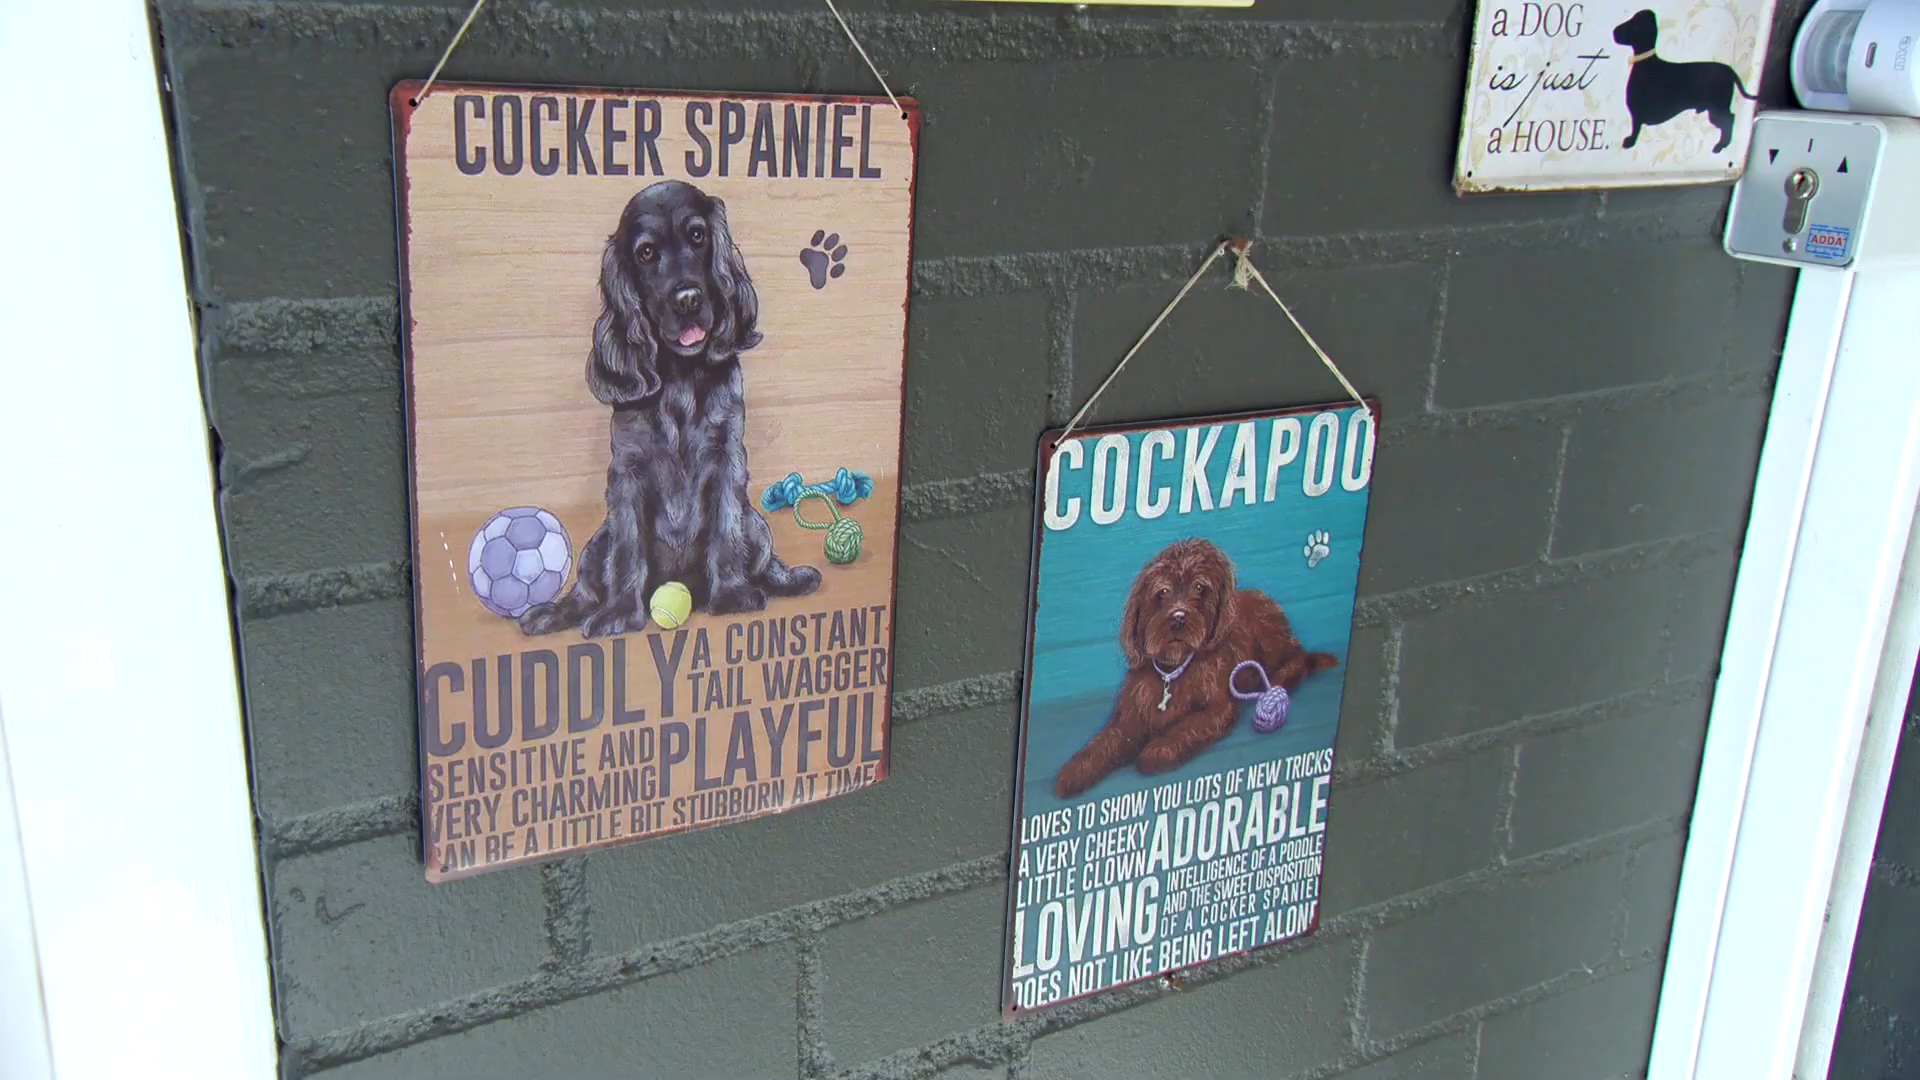 COCKER SPANIEL
CUDDLY
A CONSTANT
TAIL WAGGER
SENSITIVE AND
VERY CHARMING
PLAYFUL
CAN BE A LITTLE BIT STUBBORN AT TIMES
COCKAPOO
LOVES TO SHOW YOU LOTS OF NEW TRICKS
A VERY CHEEKY
LITTLE CLOWN
ADORABLE
LOVING
INTELLIGENCE OF A POODLE
AND THE SWEET DISPOSITION
OF A COCKER SPANIEL
DOES NOT LIKE BEING LEFT ALONE
a DOG
is just
a HOUSE.
ADDA